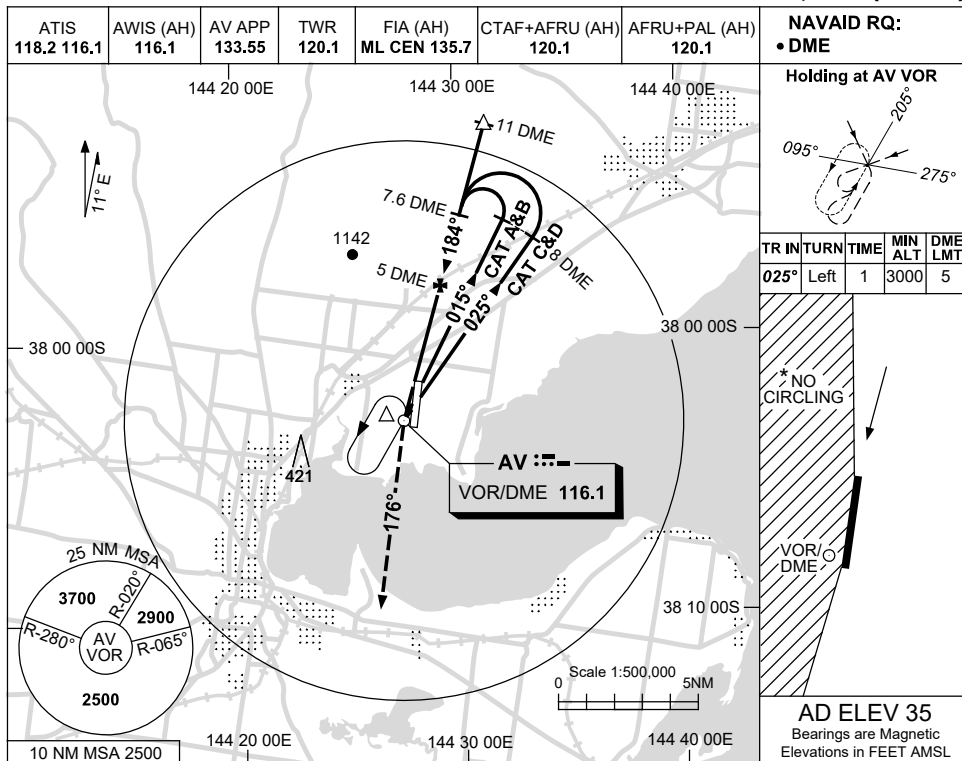 ATIS
118.2 116.1
AWIS (AH)
116.1
AV APP
133.55
TWR
120.1
FIA (AH)
ML CEN 135.7
CTAF+AFRU (AH)
120.1
AFRU+PAL (AH)
120.1
NAVAID RQ:
• DME
144 20 00E
144 30 00E
144 40 00E
11° E
11 DME
7.6 DME
184°
CAT A&B
CAT C&D
8 DME
1142
5 DME
015°
025°
38 00 00S
38 00 00S
421
AV
VOR/DME 116.1
176°
25 NM MSA
3700
R-020°
2900
R-280°
AV
VOR
R-065°
2500
38 10 00S
Scale 1:500,000
0
5NM
10 NM MSA 2500
144 20 00E
144 30 00E
144 40 00E
Holding at AV VOR
205°
095°
275°
TR IN
TURN
TIME
MIN ALT
DME LMT
025°
Left
1
3000
5
* NO
CIRCLING
VOR/
DME
AD ELEV 35
Bearings are Magnetic
Elevations in FEET AMSL